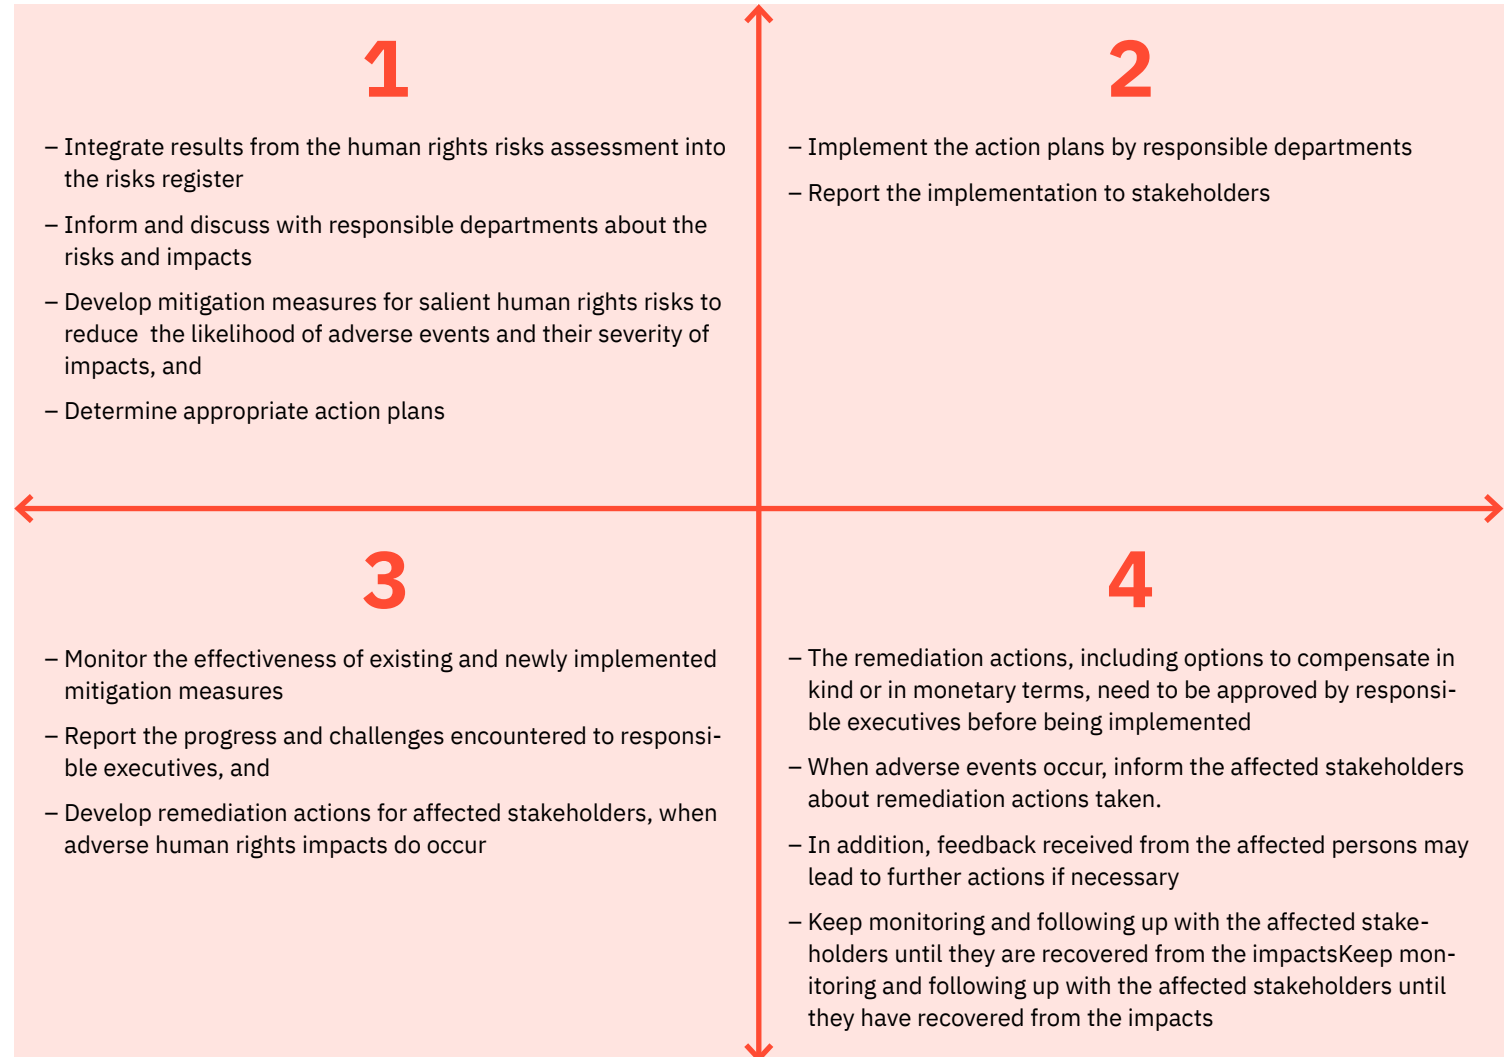 1
– Integrate results from the human rights risks assessment into
the risks register
– Inform and discuss with responsible departments about the
risks and impacts
– Develop mitigation measures for salient human rights risks to
reduce  the likelihood of adverse events and their severity of
impacts, and
– Determine appropriate action plans
2
– Implement the action plans by responsible departments
– Report the implementation to stakeholders
3
– Monitor the effectiveness of existing and newly implemented
mitigation measures
– Report the progress and challenges encountered to responsi-
ble executives, and
– Develop remediation actions for affected stakeholders, when
adverse human rights impacts do occur
4
– The remediation actions, including options to compensate in
kind or in monetary terms, need to be approved by responsi-
ble executives before being implemented
– When adverse events occur, inform the affected stakeholders
about remediation actions taken.
– In addition, feedback received from the affected persons may
lead to further actions if necessary
– Keep monitoring and following up with the affected stake-
holders until they are recovered from the impactsKeep mon-
itoring and following up with the affected stakeholders until
they have recovered from the impacts